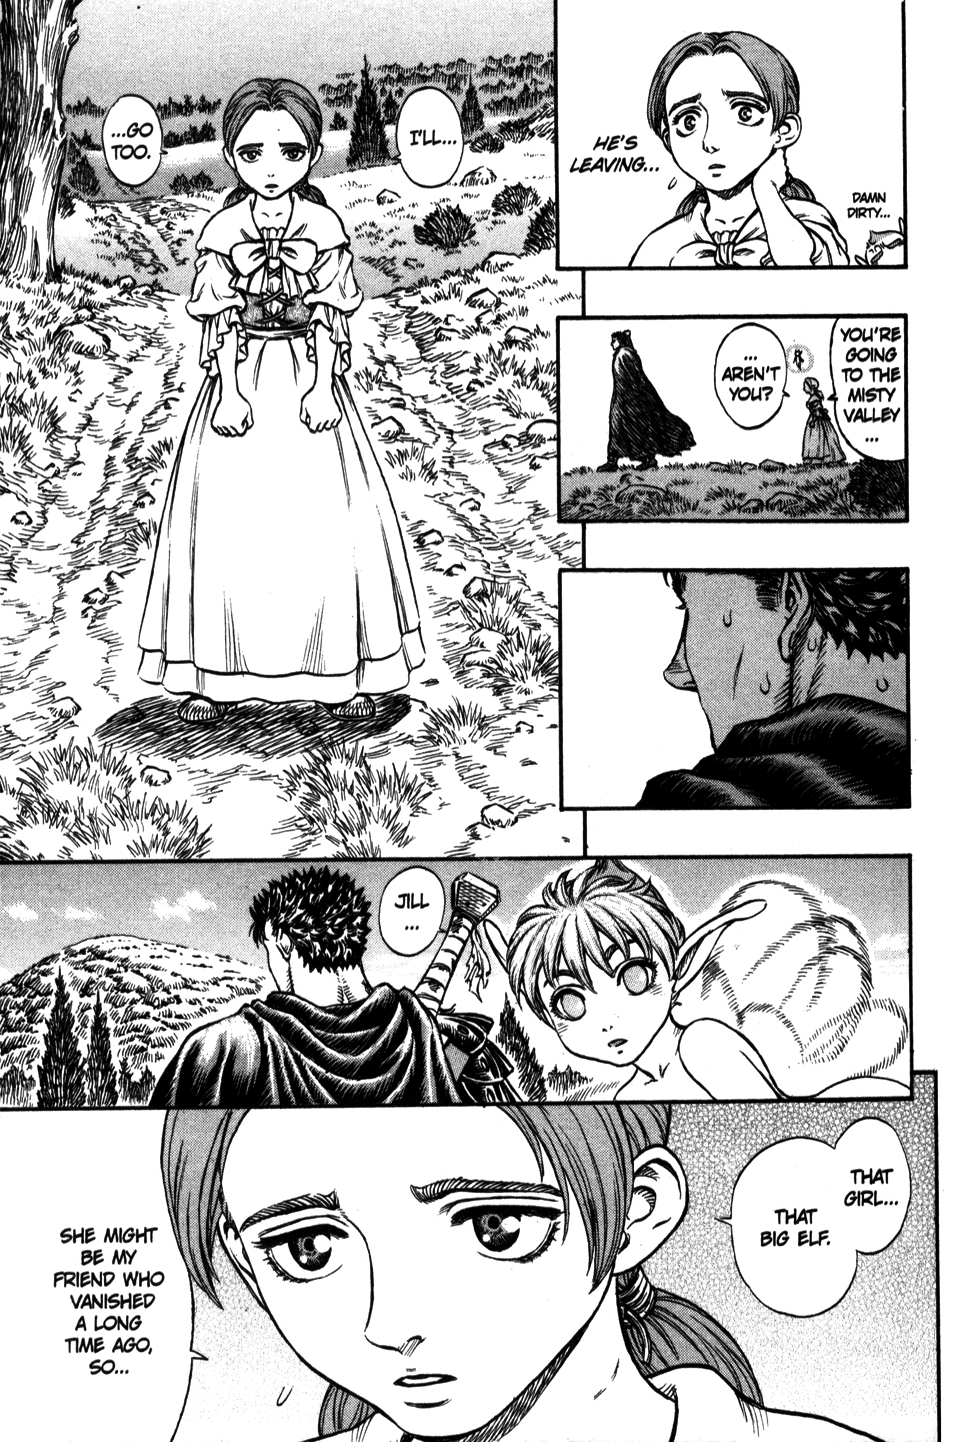 HE'S
LEAVING...
DAMN
DIRTY...
YOU'RE
GOING
TO THE
MISTY
VALLEY
...
...
AREN'T
YOU?
I'LL...
...GO
TOO.
JILL
...
THAT
GIRL...
THAT
BIG ELF.
SHE MIGHT
BE MY
FRIEND WHO
VANISHED
A LONG
TIME AGO,
SO...